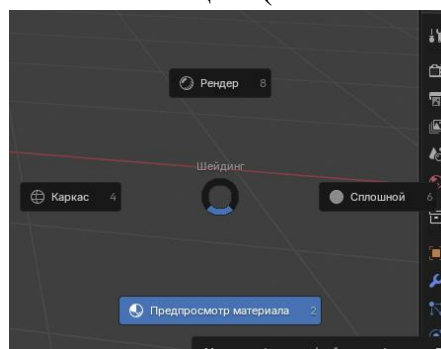 Рендер 8
Шейдинг
Каркас 4
Сплошной 6
Предпросмотр материала 2